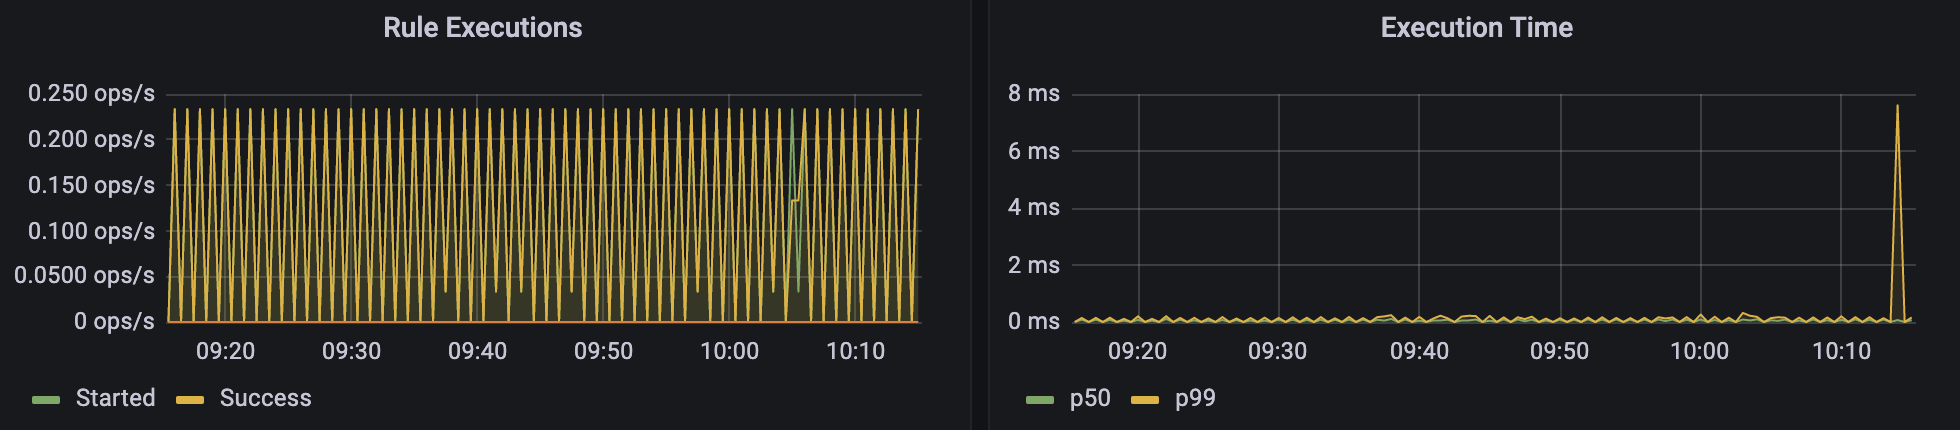 Rule Executions
0.250 ops/s
0.200 ops/s
0.150 ops/s
0.100 ops/s
0.0500 ops/s
0 ops/s
09:20 09:30 09:40 09:50 10:00 10:10
Started Success
Execution Time
8 ms
6 ms
4 ms
2 ms
0 ms
09:20 09:30 09:40 09:50 10:00 10:10
p50 p99